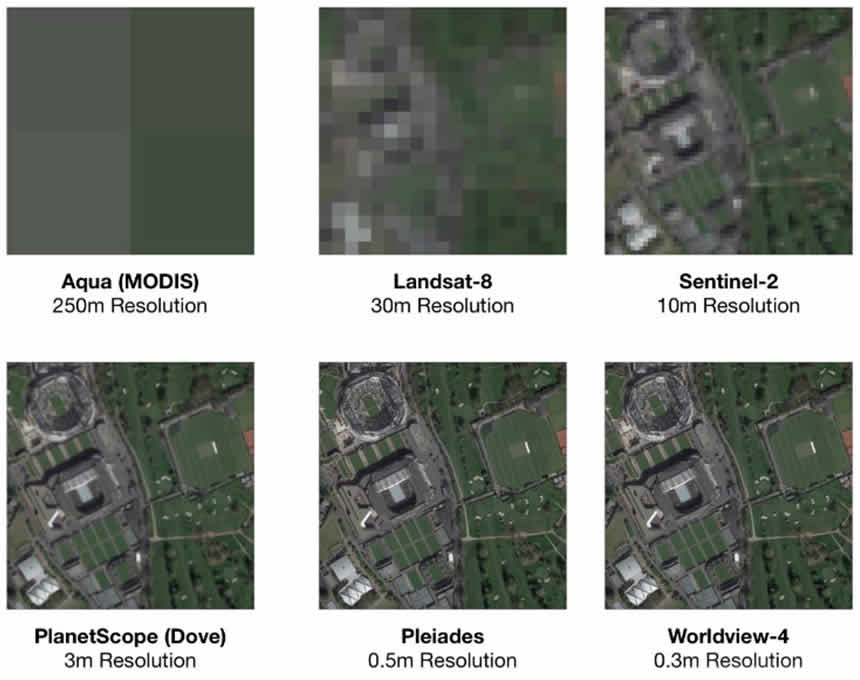 Aqua (MODIS)
250m Resolution
Landsat-8
30m Resolution
Sentinel-2
10m Resolution
PlanetScope (Dove)
3m Resolution
Pleiades
0.5m Resolution
Worldview-4
0.3m Resolution